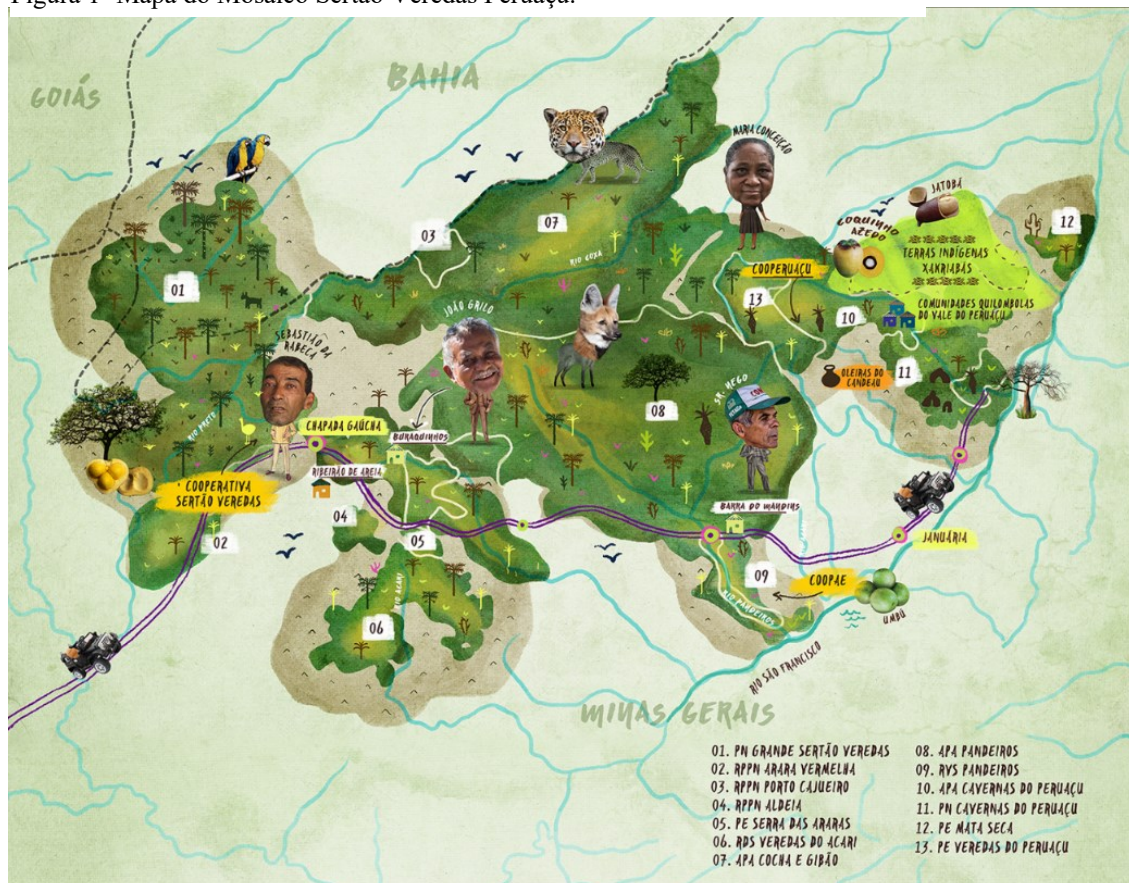 Figura 1- Mapa do Mosaico Sertão Veredas Peruaçu.
GOIÁS
BAHIA
MARIA CONCEIÇÃO
JATOBÁ
COQUINHO
AZEDO
12
03
07
TERRAS INDÍGENAS
XAKRIABÁS
RIO COXA
COOPERUAÇU
01
13
10
COMUNIDADES QUILOMBOLAS
DO VALE DO PERUAÇU
JOÃO GRILO
SEBASTIÃO DA
RABECA
OLEIRAS DO
CANDEAU
11
SR. NEGO
08
RIO PRETO
CHAPADA GAÚCHA
BURAQUINHOS
RIBEIRÃO DE AREIA
COOPERATIVA
SERTÃO VEREDAS
BARRA DO MANDINS
04
02
05
JANUÁRIA
09
COOPAE
RIO ACARI
RIO PANDEIROS
UMBÚ
06
RIO SÃO FRANCISCO
MINAS GERAIS
01. PN GRANDE SERTÃO VEREDAS
02. RPPN ARARA VERMELHA
03. RPPN PORTO CAJUEIRO
04. RPPN ALDEIA
05. PE SERRA DAS ARARAS
06. RDS VEREDAS DO ACARI
07. APA COCHA E GIBÃO
08. APA PANDEIROS
09. RVS PANDEIROS
10. APA CAVERNAS DO PERUAÇU
11. PN CAVERNAS DO PERUAÇU
12. PE MATA SECA
13. PE VEREDAS DO PERUAÇU